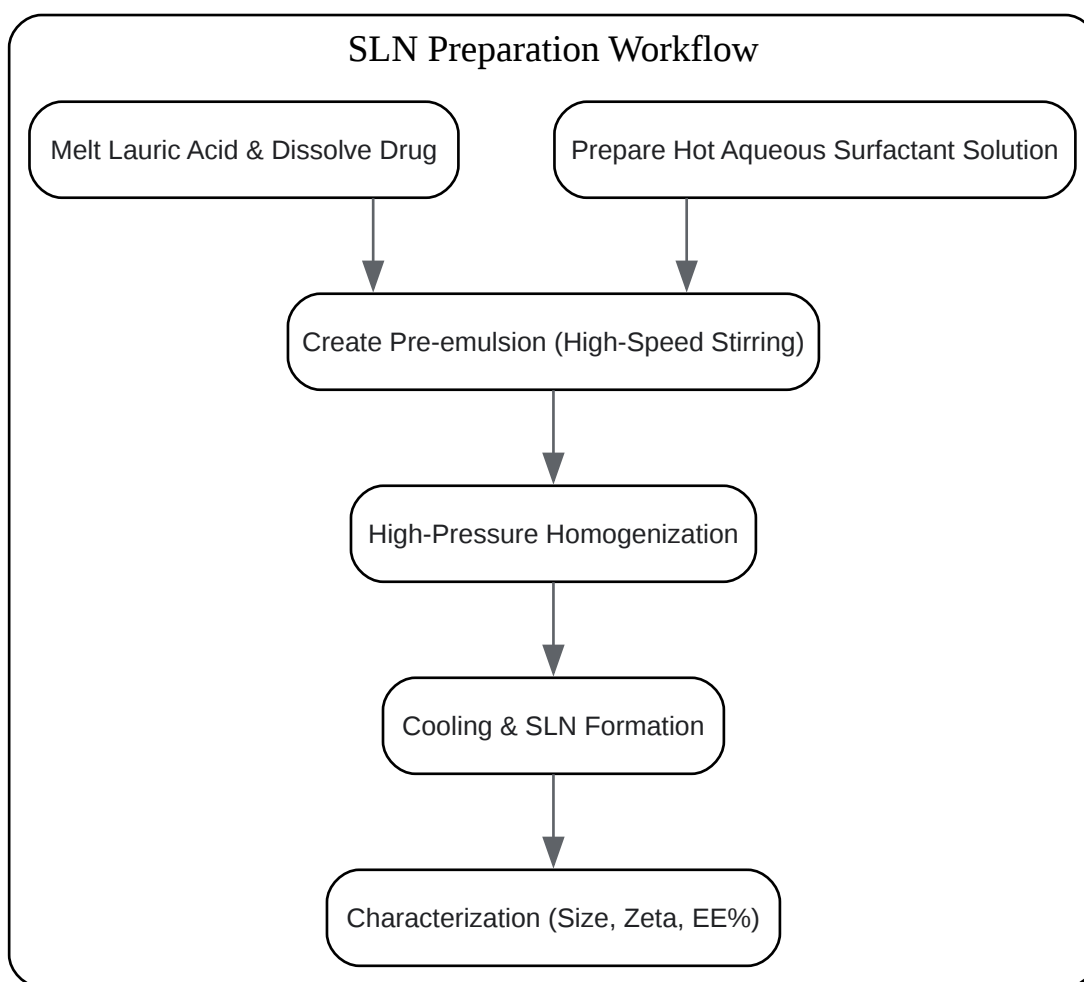 SLN Preparation Workflow
Melt Lauric Acid & Dissolve Drug
Prepare Hot Aqueous Surfactant Solution
Create Pre-emulsion (High-Speed Stirring)
High-Pressure Homogenization
Cooling & SLN Formation
Characterization (Size, Zeta, EE%)